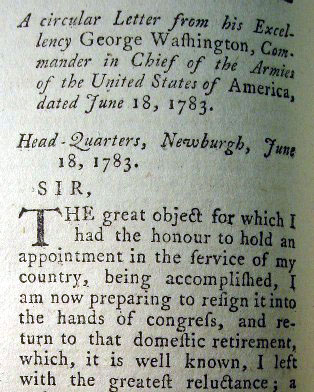 A circular Letter from his Excel-
lency George Waſhington, Com-
mander in Chief of the Armies
of the United States of America,
dated June 18, 1783.
Head-Quarters, Newburgh, June
18, 1783.
SIR,
THE great object for which I
had the honour to hold an
appointment in the ſervice of my
country, being accompliſhed, I
am now preparing to reſign it into
the hands of congreſs, and re-
turn to that domeſtic retirement,
which, it is well known, I left
with the greateſt reluctance; a